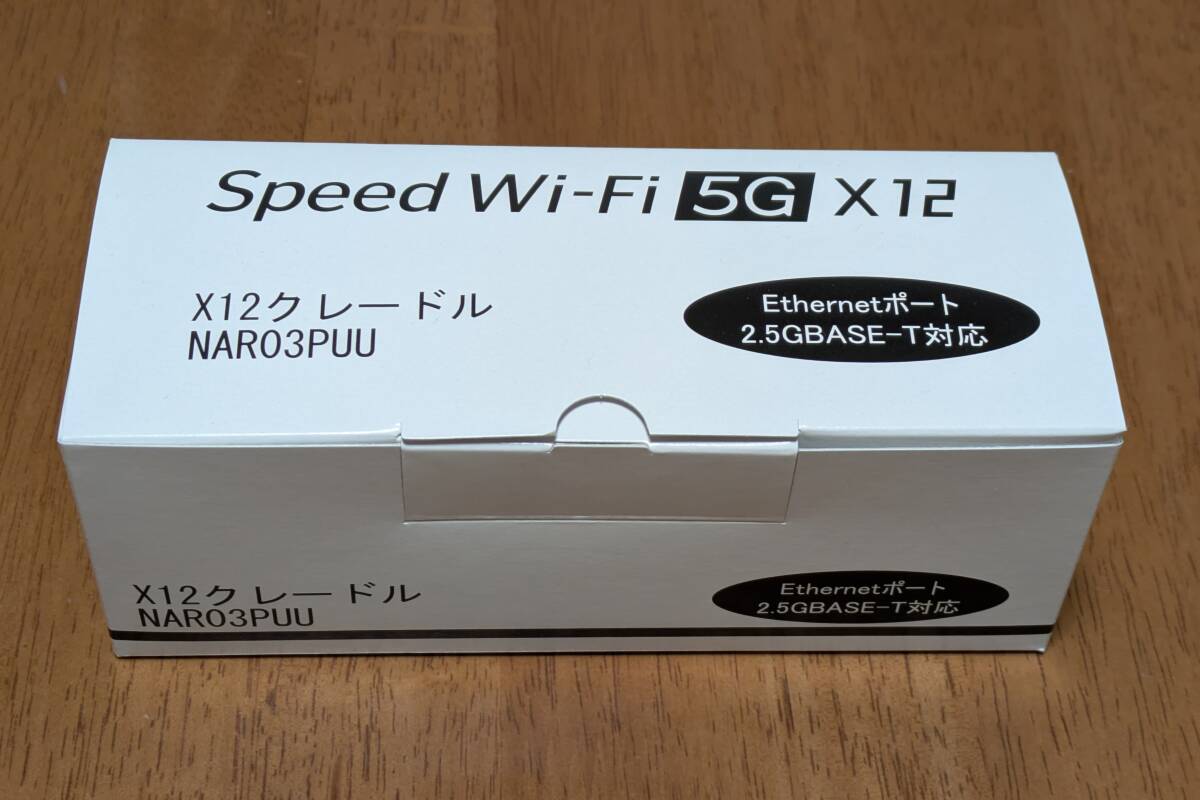 Speed Wi-Fi 5G X12
X12クレードル
NAR03PUU
Ethernetポート
2.5GBASE-T対応
X12クレードル
NAR03PUU
Ethernetポート
2.5GBASE-T対応